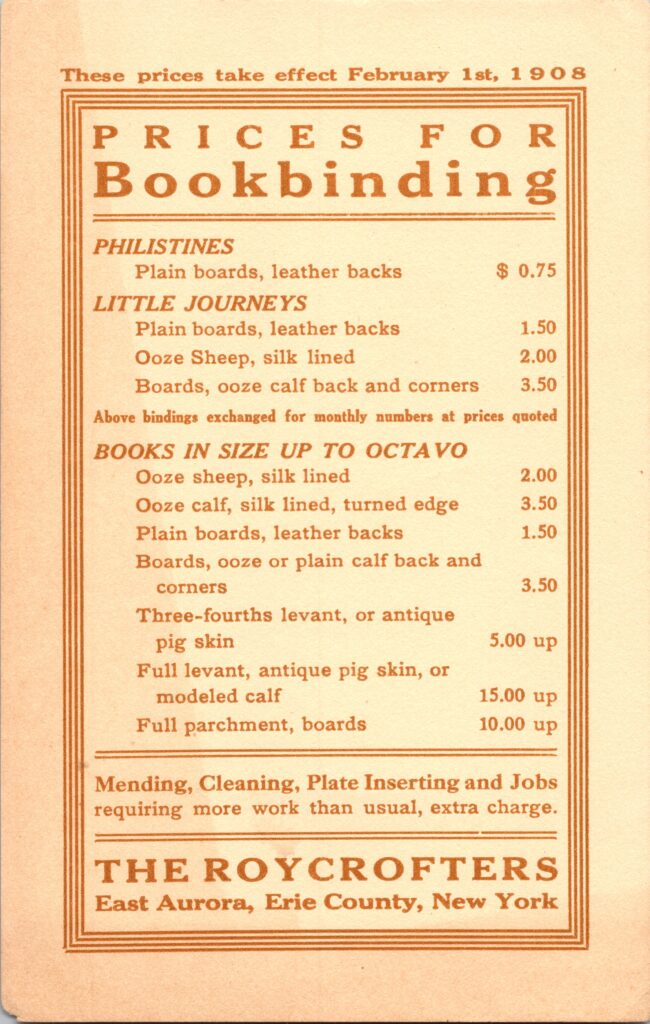 These prices take effect February 1st, 1908
PRICES FOR
Bookbinding
PHILISTINES
Plain boards, leather backs $ 0.75
LITTLE JOURNEYS
Plain boards, leather backs 1.50
Ooze Sheep, silk lined 2.00
Boards, ooze calf back and corners 3.50
Above bindings exchanged for monthly numbers at prices quoted
BOOKS IN SIZE UP TO OCTAVO
Ooze sheep, silk lined 2.00
Ooze calf, silk lined, turned edge 3.50
Plain boards, leather backs 1.50
Boards, ooze or plain calf back and
corners 3.50
Three-fourths levant, or antique
pig skin 5.00 up
Full levant, antique pig skin, or
modeled calf 15.00 up
Full parchment, boards 10.00 up
Mending, Cleaning, Plate Inserting and Jobs
requiring more work than usual, extra charge.
THE ROYCROFTERS
East Aurora, Erie County, New York